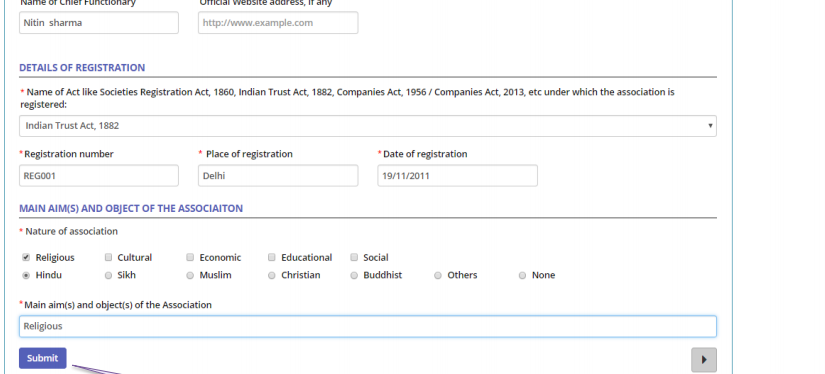 Name of Chief Functionary Official Website address, if any
Nitin sharma http://www.example.com
DETAILS OF REGISTRATION
* Name of Act like Societies Registration Act, 1860, Indian Trust Act, 1882, Companies Act, 1956 / Companies Act, 2013, etc under which the association is
registered:
Indian Trust Act, 1882
* Registration number * Place of registration * Date of registration
REG001 Delhi 19/11/2011
MAIN AIM(S) AND OBJECT OF THE ASSOCIAITON
* Nature of association
Religious Cultural Economic Educational Social
Hindu Sikh Muslim Christian Buddhist Others None
* Main aim(s) and object(s) of the Association
Religious
Submit